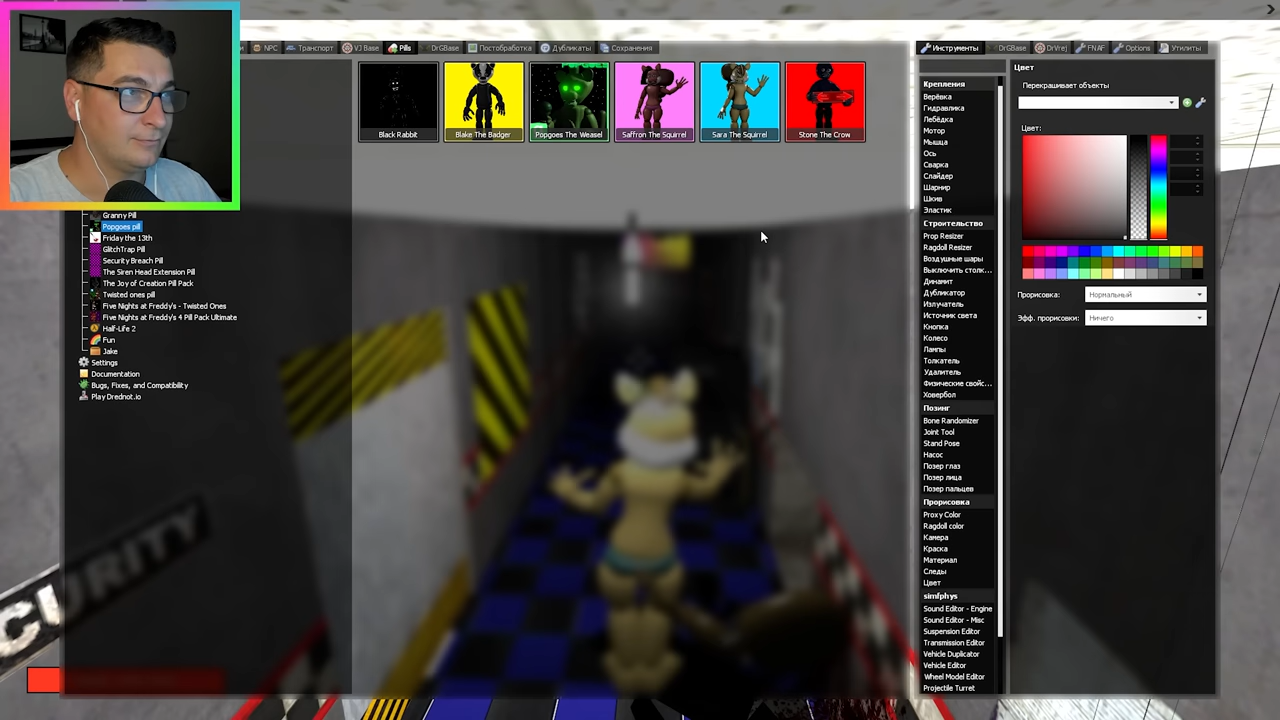 NPC Транспорт VJ Base Pills DrGBase Постобработка Дубликаты Сохранения
Инструменты DrGBase DrVrej FNAF Options Утилиты
Black Rabbit
Blake The Badger
Popgoes The Weasel
Saffron The Squirrel
Sara The Squirrel
Stone The Crow
Granny Pill
Popgoes pill
Friday the 13th
GlitchTrap Pill
Security Breach Pill
The Siren Head Extension Pill
The Joy of Creation Pill Pack
Twisted ones pill
Five Nights at Freddy's - Twisted Ones
Five Nights at Freddy's 4 Pill Pack Ultimate
Half-Life 2
Fun
Jake
Settings
Documentation
Bugs, Fixes, and Compatibility
Play Drednot.io
CURITY
Крепления
Верёвка
Гидравлика
Лебёдка
Мотор
Мышца
Ось
Сварка
Слайдер
Шарнир
Шкив
Эластик
Строительство
Prop Resizer
Ragdoll Resizer
Воздушные шары
Выключить столк...
Динамит
Дубликатор
Излучатель
Источник света
Кнопка
Колесо
Лампы
Толкатель
Удалитель
Физические свойс...
Ховербол
Позинг
Bone Randomizer
Joint Tool
Stand Pose
Насос
Позер глаз
Позер лица
Позер пальцев
Прорисовка
Proxy Color
Ragdoll color
Камера
Краска
Материал
Следы
Цвет
simfphys
Sound Editor - Engine
Sound Editor - Misc
Suspension Editor
Transmission Editor
Vehicle Duplicator
Vehicle Editor
Wheel Model Editor
Projectile Turret
Цвет
Перекрашивает объекты
Цвет:
Прорисовка: Нормальный
Эфф. прорисовки: Ничего